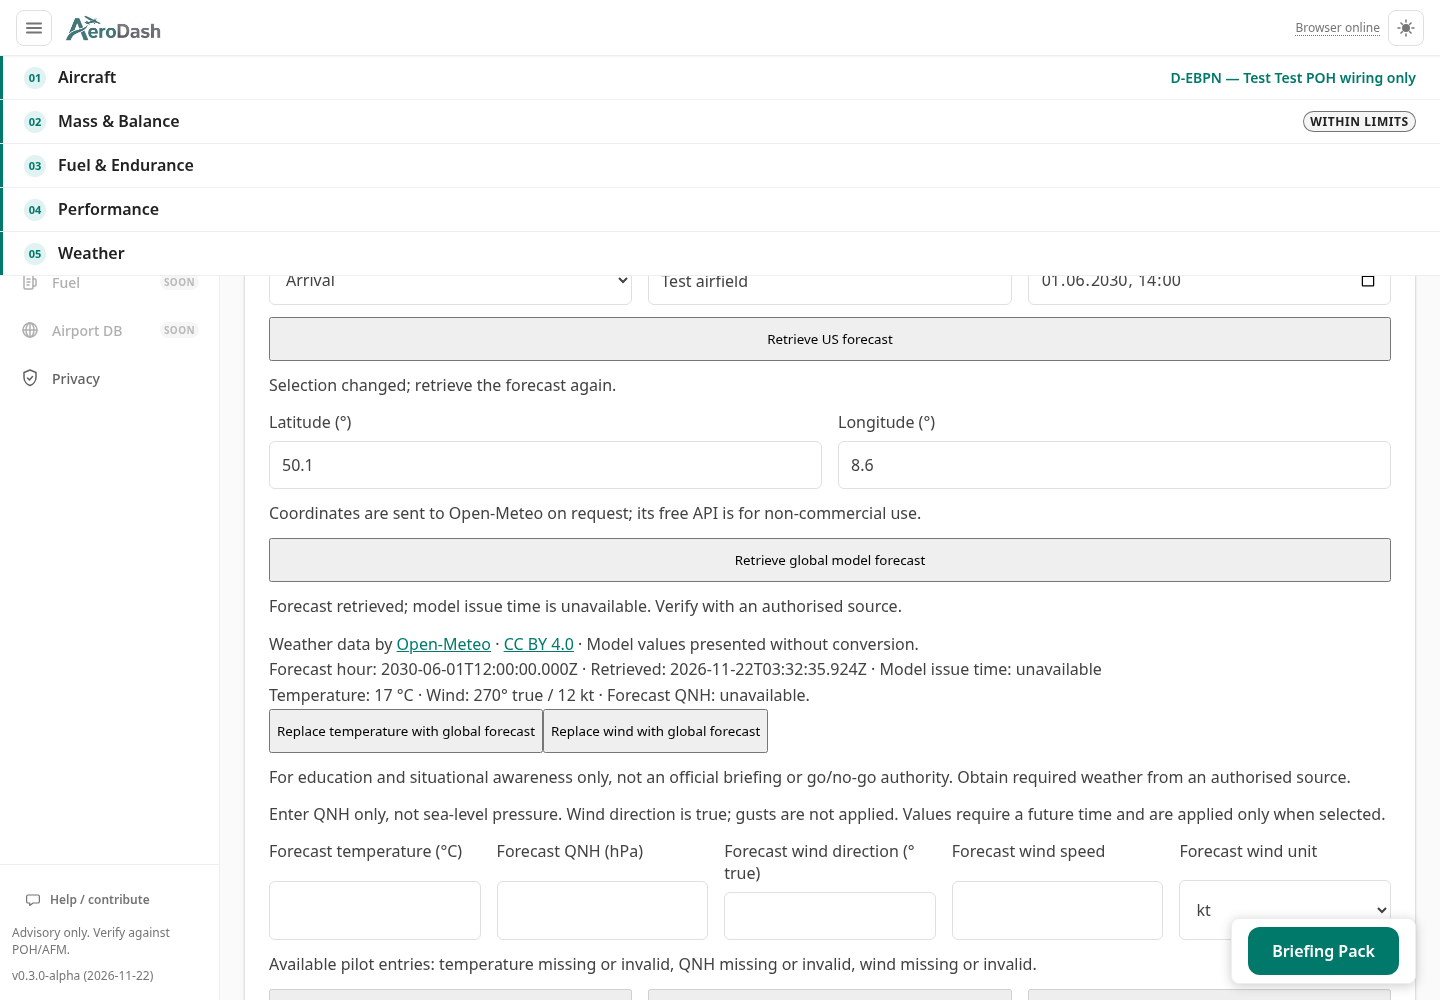 AeroDash
Browser online
01 Aircraft D-EBPN — Test Test POH wiring only
02 Mass & Balance WITHIN LIMITS
03 Fuel & Endurance
04 Performance
05 Weather
Fuel SOON
Airport DB SOON
Privacy
Arrival Test airfield 01.06.2030, 14:00
Retrieve US forecast
Selection changed; retrieve the forecast again.
Latitude (°) Longitude (°)
50.1 8.6
Coordinates are sent to Open-Meteo on request; its free API is for non-commercial use.
Retrieve global model forecast
Forecast retrieved; model issue time is unavailable. Verify with an authorised source.
Weather data by Open-Meteo · CC BY 4.0 · Model values presented without conversion.
Forecast hour: 2030-06-01T12:00:00.000Z · Retrieved: 2026-11-22T03:32:35.924Z · Model issue time: unavailable
Temperature: 17 °C · Wind: 270° true / 12 kt · Forecast QNH: unavailable.
Replace temperature with global forecast Replace wind with global forecast
For education and situational awareness only, not an official briefing or go/no-go authority. Obtain required weather from an authorised source.
Enter QNH only, not sea-level pressure. Wind direction is true; gusts are not applied. Values require a future time and are applied only when selected.
Forecast temperature (°C) Forecast QNH (hPa) Forecast wind direction (° Forecast wind speed Forecast wind unit
true)
kt
Available pilot entries: temperature missing or invalid, QNH missing or invalid, wind missing or invalid.
Briefing Pack
Help / contribute
Advisory only. Verify against
POH/AFM.
v0.3.0-alpha (2026-11-22)